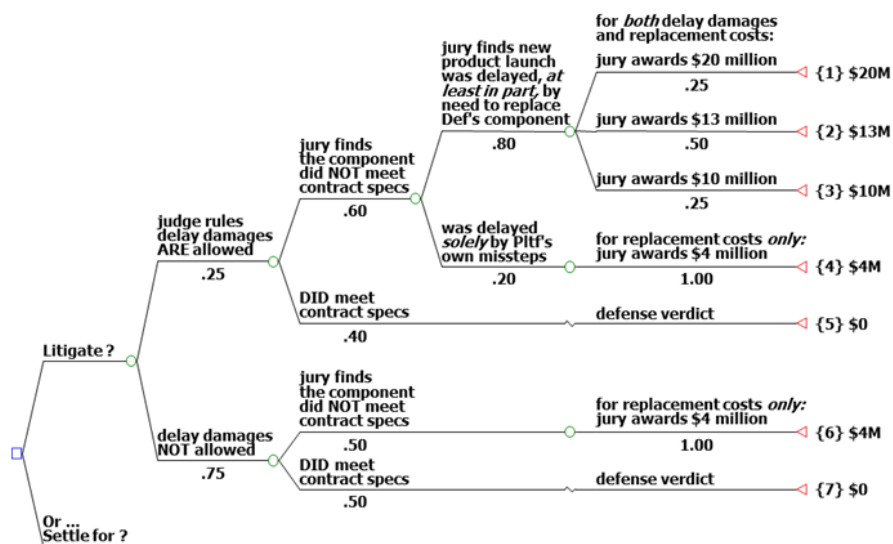 for both delay damages
and replacement costs:
jury finds new
product launch
was delayed, at
least in part, by
need to replace
Def's component
.80
jury awards $20 million
.25
{1} $20M
jury awards $13 million
.50
{2} $13M
jury awards $10 million
.25
{3} $10M
jury finds
the component
did NOT meet
contract specs
.60
was delayed
solely by Pltf's
own missteps
.20
for replacement costs only:
jury awards $4 million
1.00
{4} $4M
judge rules
delay damages
ARE allowed
.25
DID meet
contract specs
.40
defense verdict
{5} $0
Litigate ?
jury finds
the component
did NOT meet
contract specs
.50
for replacement costs only:
jury awards $4 million
1.00
{6} $4M
delay damages
NOT allowed
.75
DID meet
contract specs
.50
defense verdict
{7} $0
Or ...
Settle for ?